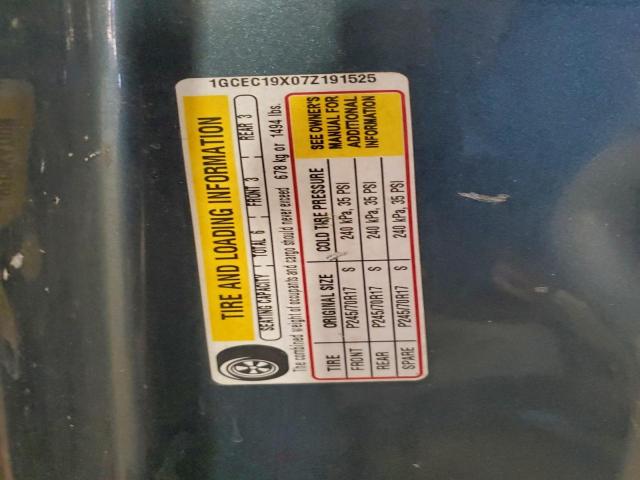 1GCEC19X07Z191525
TIRE AND LOADING INFORMATION
SEATING CAPACITY TOTAL 6 FRONT 3 REAR 3
The combined weight of occupants and cargo should never exceed 678 kg or 1494 lbs.
TIRE ORIGINAL SIZE COLD TIRE PRESSURE
FRONT P245/70R17 S 240 kPa, 35 PSI
REAR P245/70R17 S 240 kPa, 35 PSI
SPARE P245/70R17 S 240 kPa, 35 PSI
SEE OWNER'S
MANUAL FOR
ADDITIONAL
INFORMATION